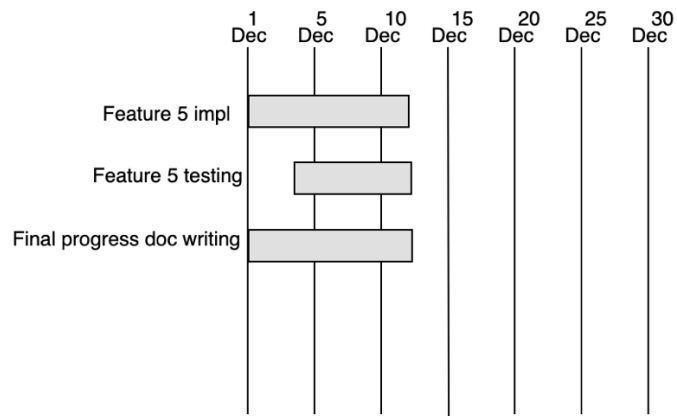 1 5 10 15 20 25 30
Dec Dec Dec Dec Dec Dec Dec
Feature 5 impl
Feature 5 testing
Final progress doc writing